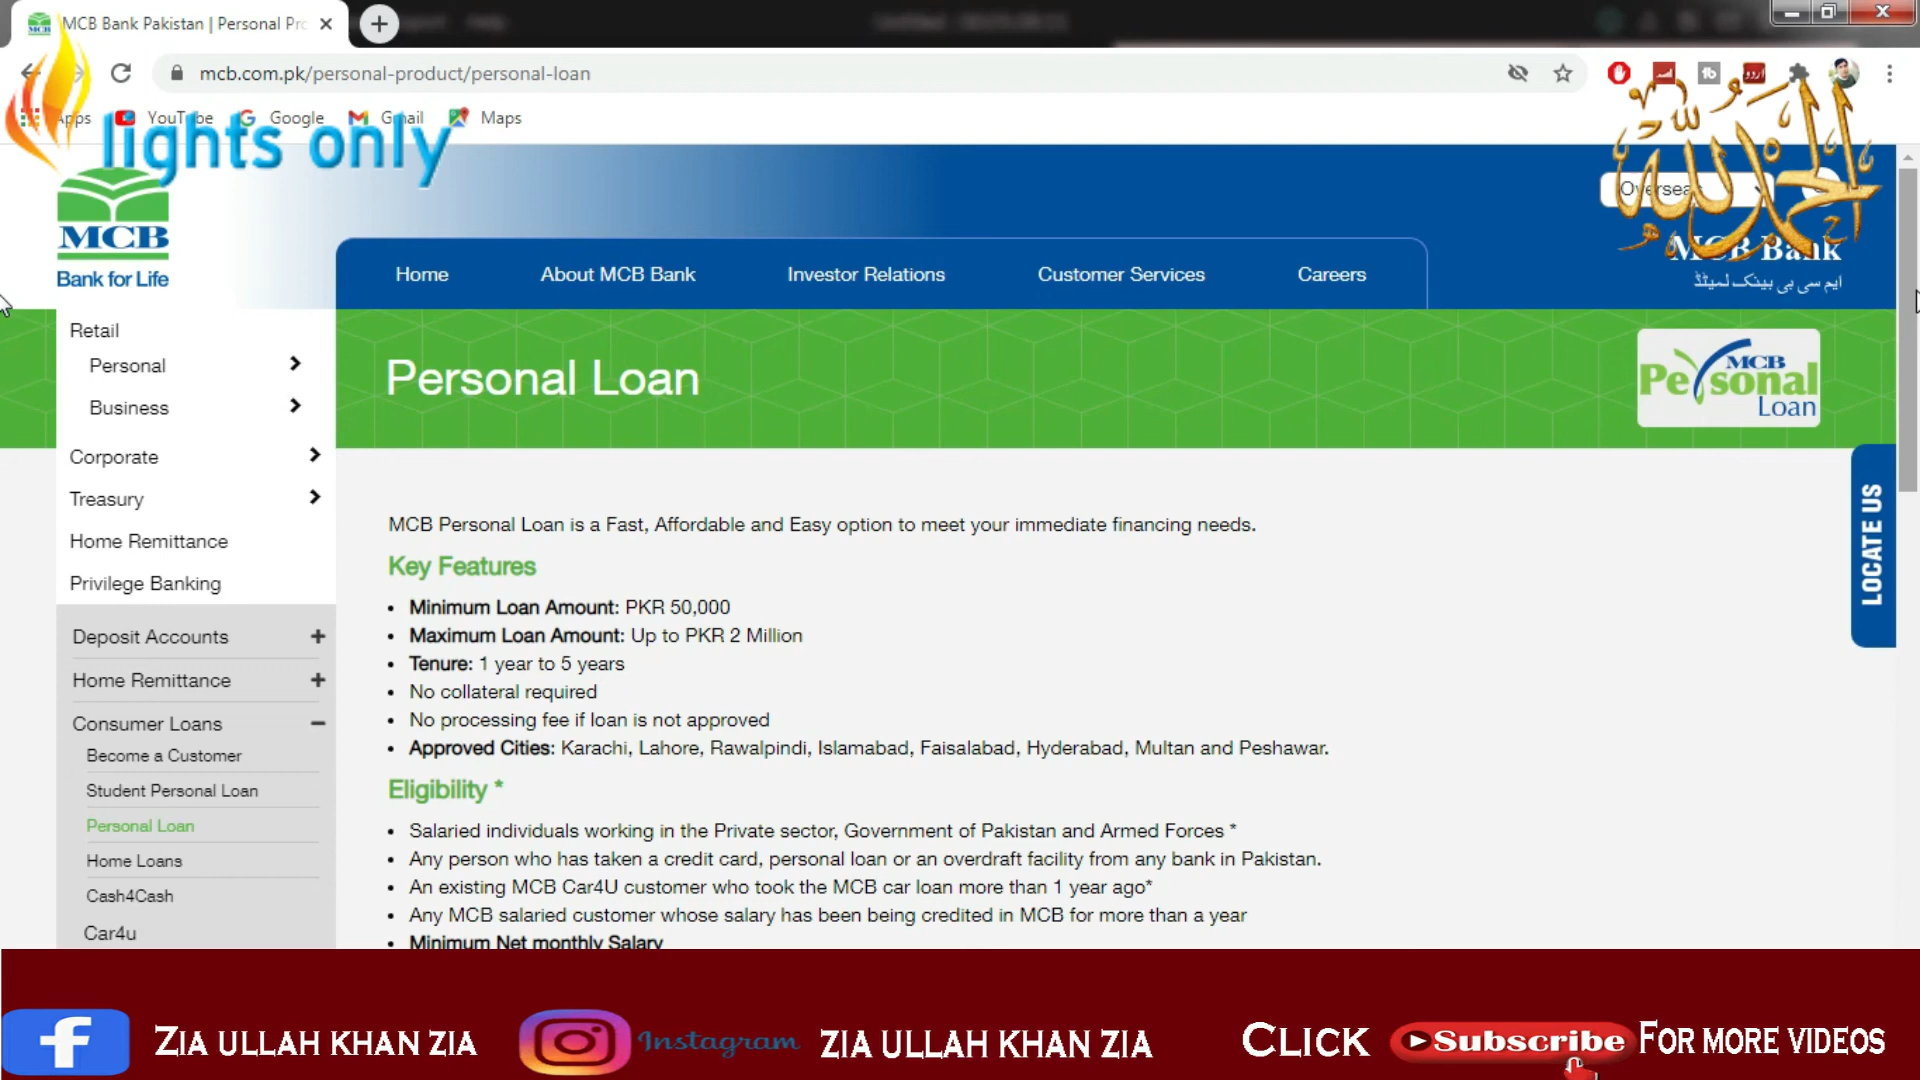 MCB Bank Pakistan | Personal Pro
mcb.com.pk/personal-product/personal-loan
Apps YouTube Google Gmail Maps
lights only
الحمدللہ
MCB
Bank for Life
Overseas
Home About MCB Bank Investor Relations Customer Services Careers
MCB Bank
ایم سی بی بینک لمیٹڈ
Retail
Personal
Business
Corporate
Treasury
Home Remittance
Privilege Banking
Deposit Accounts
Home Remittance
Consumer Loans
Become a Customer
Student Personal Loan
Personal Loan
Home Loans
Cash4Cash
Car4u
Personal Loan
MCB
Personal
Loan
LOCATE US
MCB Personal Loan is a Fast, Affordable and Easy option to meet your immediate financing needs.
Key Features
• Minimum Loan Amount: PKR 50,000
• Maximum Loan Amount: Up to PKR 2 Million
• Tenure: 1 year to 5 years
• No collateral required
• No processing fee if loan is not approved
• Approved Cities: Karachi, Lahore, Rawalpindi, Islamabad, Faisalabad, Hyderabad, Multan and Peshawar.
Eligibility *
• Salaried individuals working in the Private sector, Government of Pakistan and Armed Forces *
• Any person who has taken a credit card, personal loan or an overdraft facility from any bank in Pakistan.
• An existing MCB Car4U customer who took the MCB car loan more than 1 year ago*
• Any MCB salaried customer whose salary has been being credited in MCB for more than a year
• Minimum Net monthly Salary
ZIA ULLAH KHAN ZIA Instagram ZIA ULLAH KHAN ZIA CLICK Subscribe FOR MORE VIDEOS